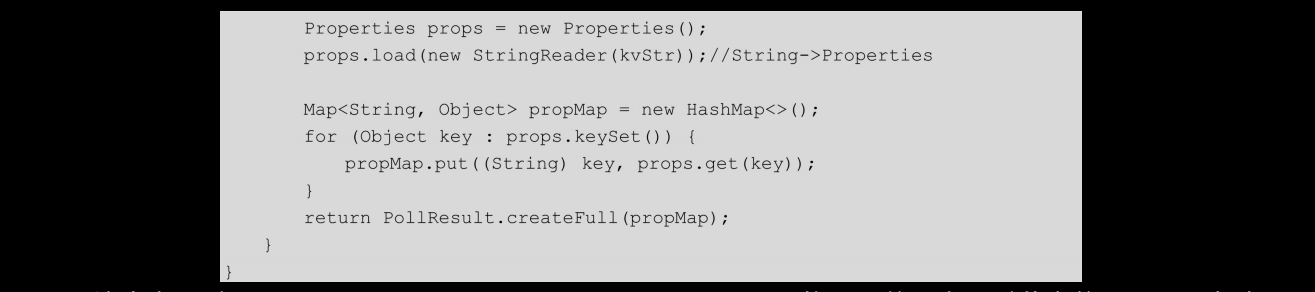 Properties props = new Properties();
        props.load(new StringReader(kvStr));//String->Properties

        Map<String, Object> propMap = new HashMap<>();
        for (Object key : props.keySet()) {
            propMap.put((String) key, props.get(key));
        }
        return PollResult.createFull(propMap);
    }
}